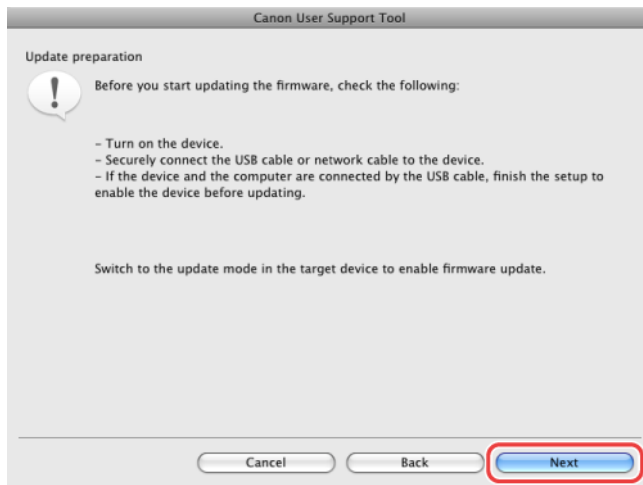 Canon User Support Tool
Update preparation
Before you start updating the firmware, check the following:
– Turn on the device.
– Securely connect the USB cable or network cable to the device.
– If the device and the computer are connected by the USB cable, finish the setup to
enable the device before updating.
Switch to the update mode in the target device to enable firmware update.
Cancel Back Next